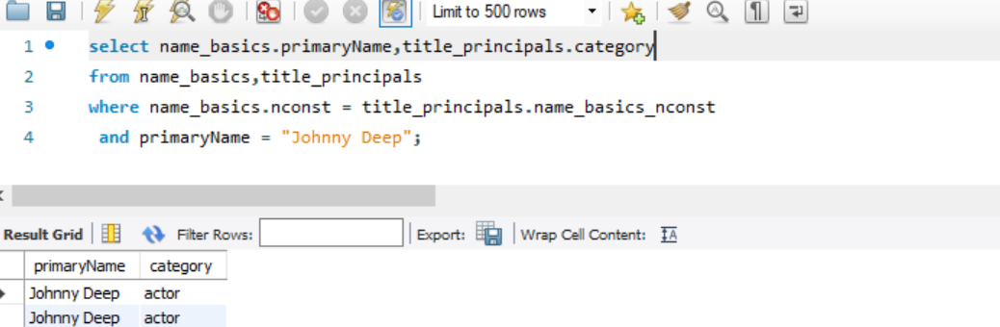 Limit to 500 rows
1 select name_basics.primaryName,title_principals.category
2 from name_basics,title_principals
3 where name_basics.nconst = title_principals.name_basics_nconst
4 and primaryName = "Johnny Deep";
Result Grid Filter Rows: Export: Wrap Cell Content: IA
primaryName category
Johnny Deep actor
Johnny Deep actor